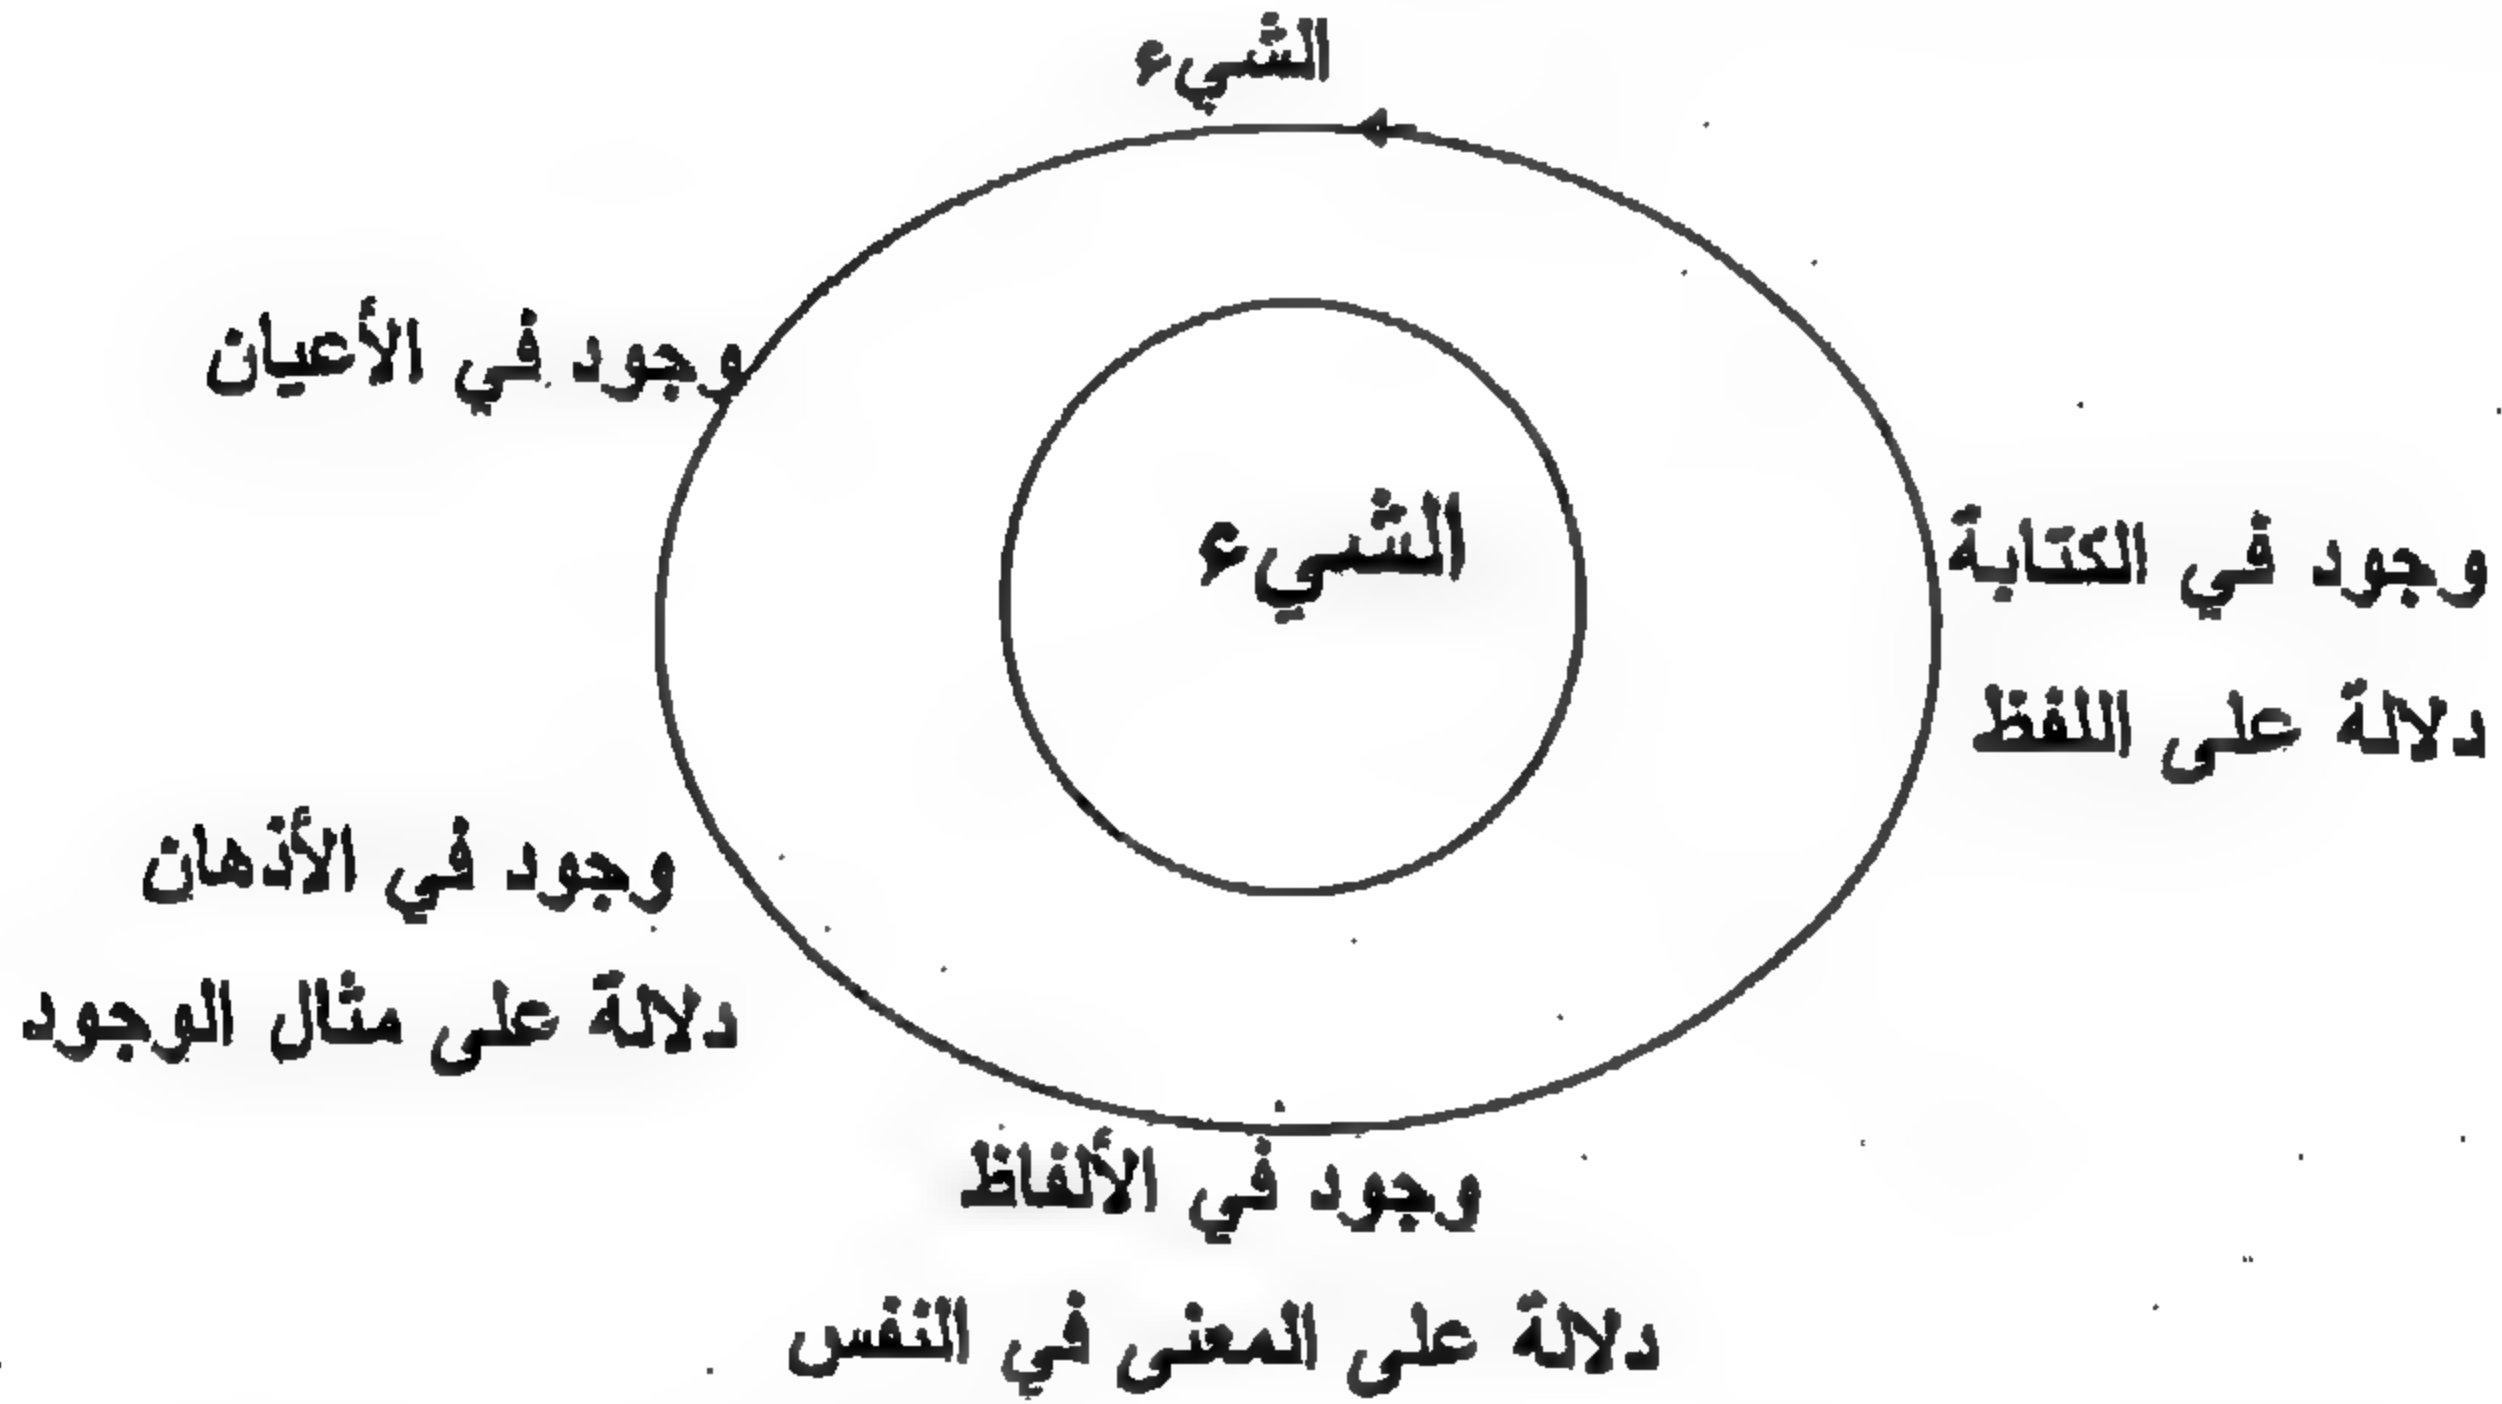 الشيء
وجود في الأعيان
الشيء
وجود في الكتابة
دلالة على اللفظ
وجود في الأذهان
دلالة على مثال الوجود
وجود في الألفاظ
دلالة على المعنى في النفس